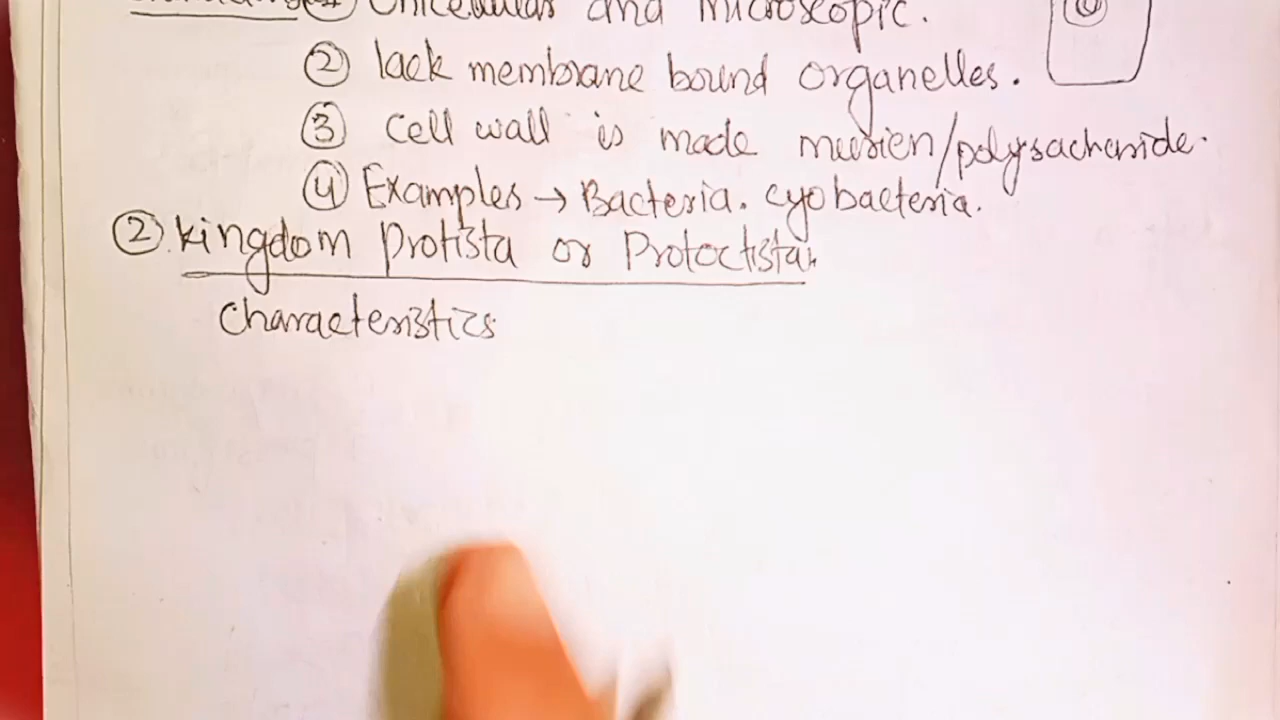 ① Unicellular and microscopic.
② lack membrane bound organelles.
③ Cell wall is made murien/polysacharide.
④ Examples → Bacteria. cyobacteria.
② kingdom Protista or Protoctista
Characteristics